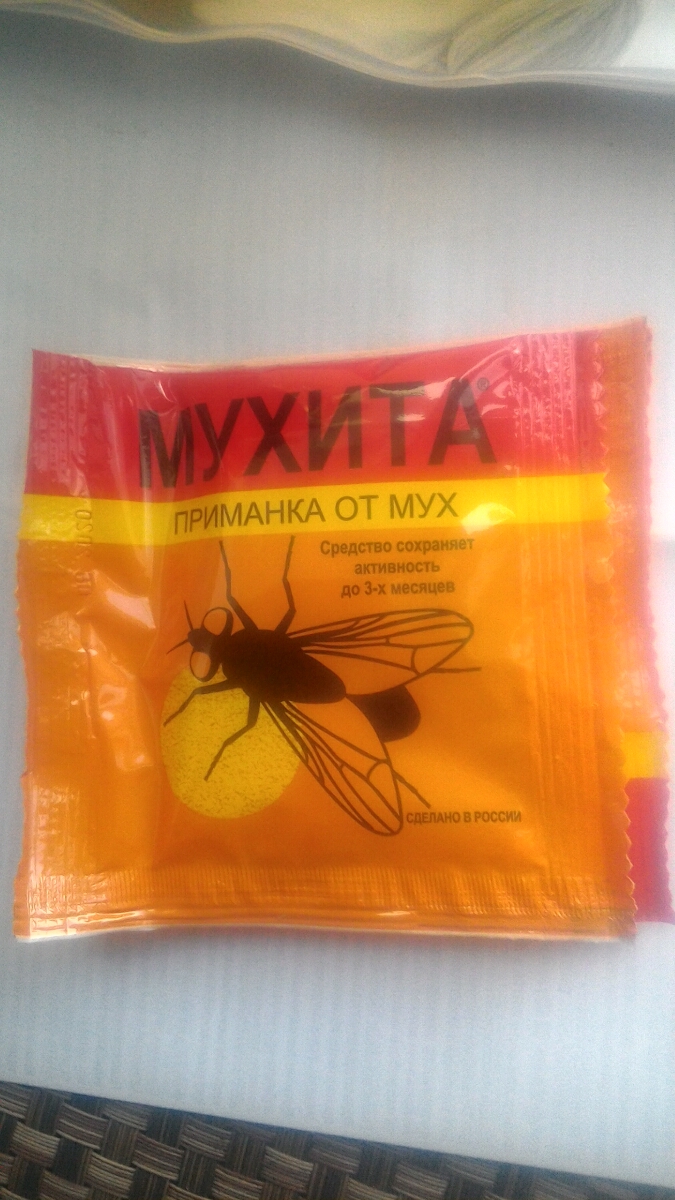 МУХИТА®
ПРИМАНКА ОТ МУХ
Средство сохраняет
активность
до 3-х месяцев
СДЕЛАНО В РОССИИ